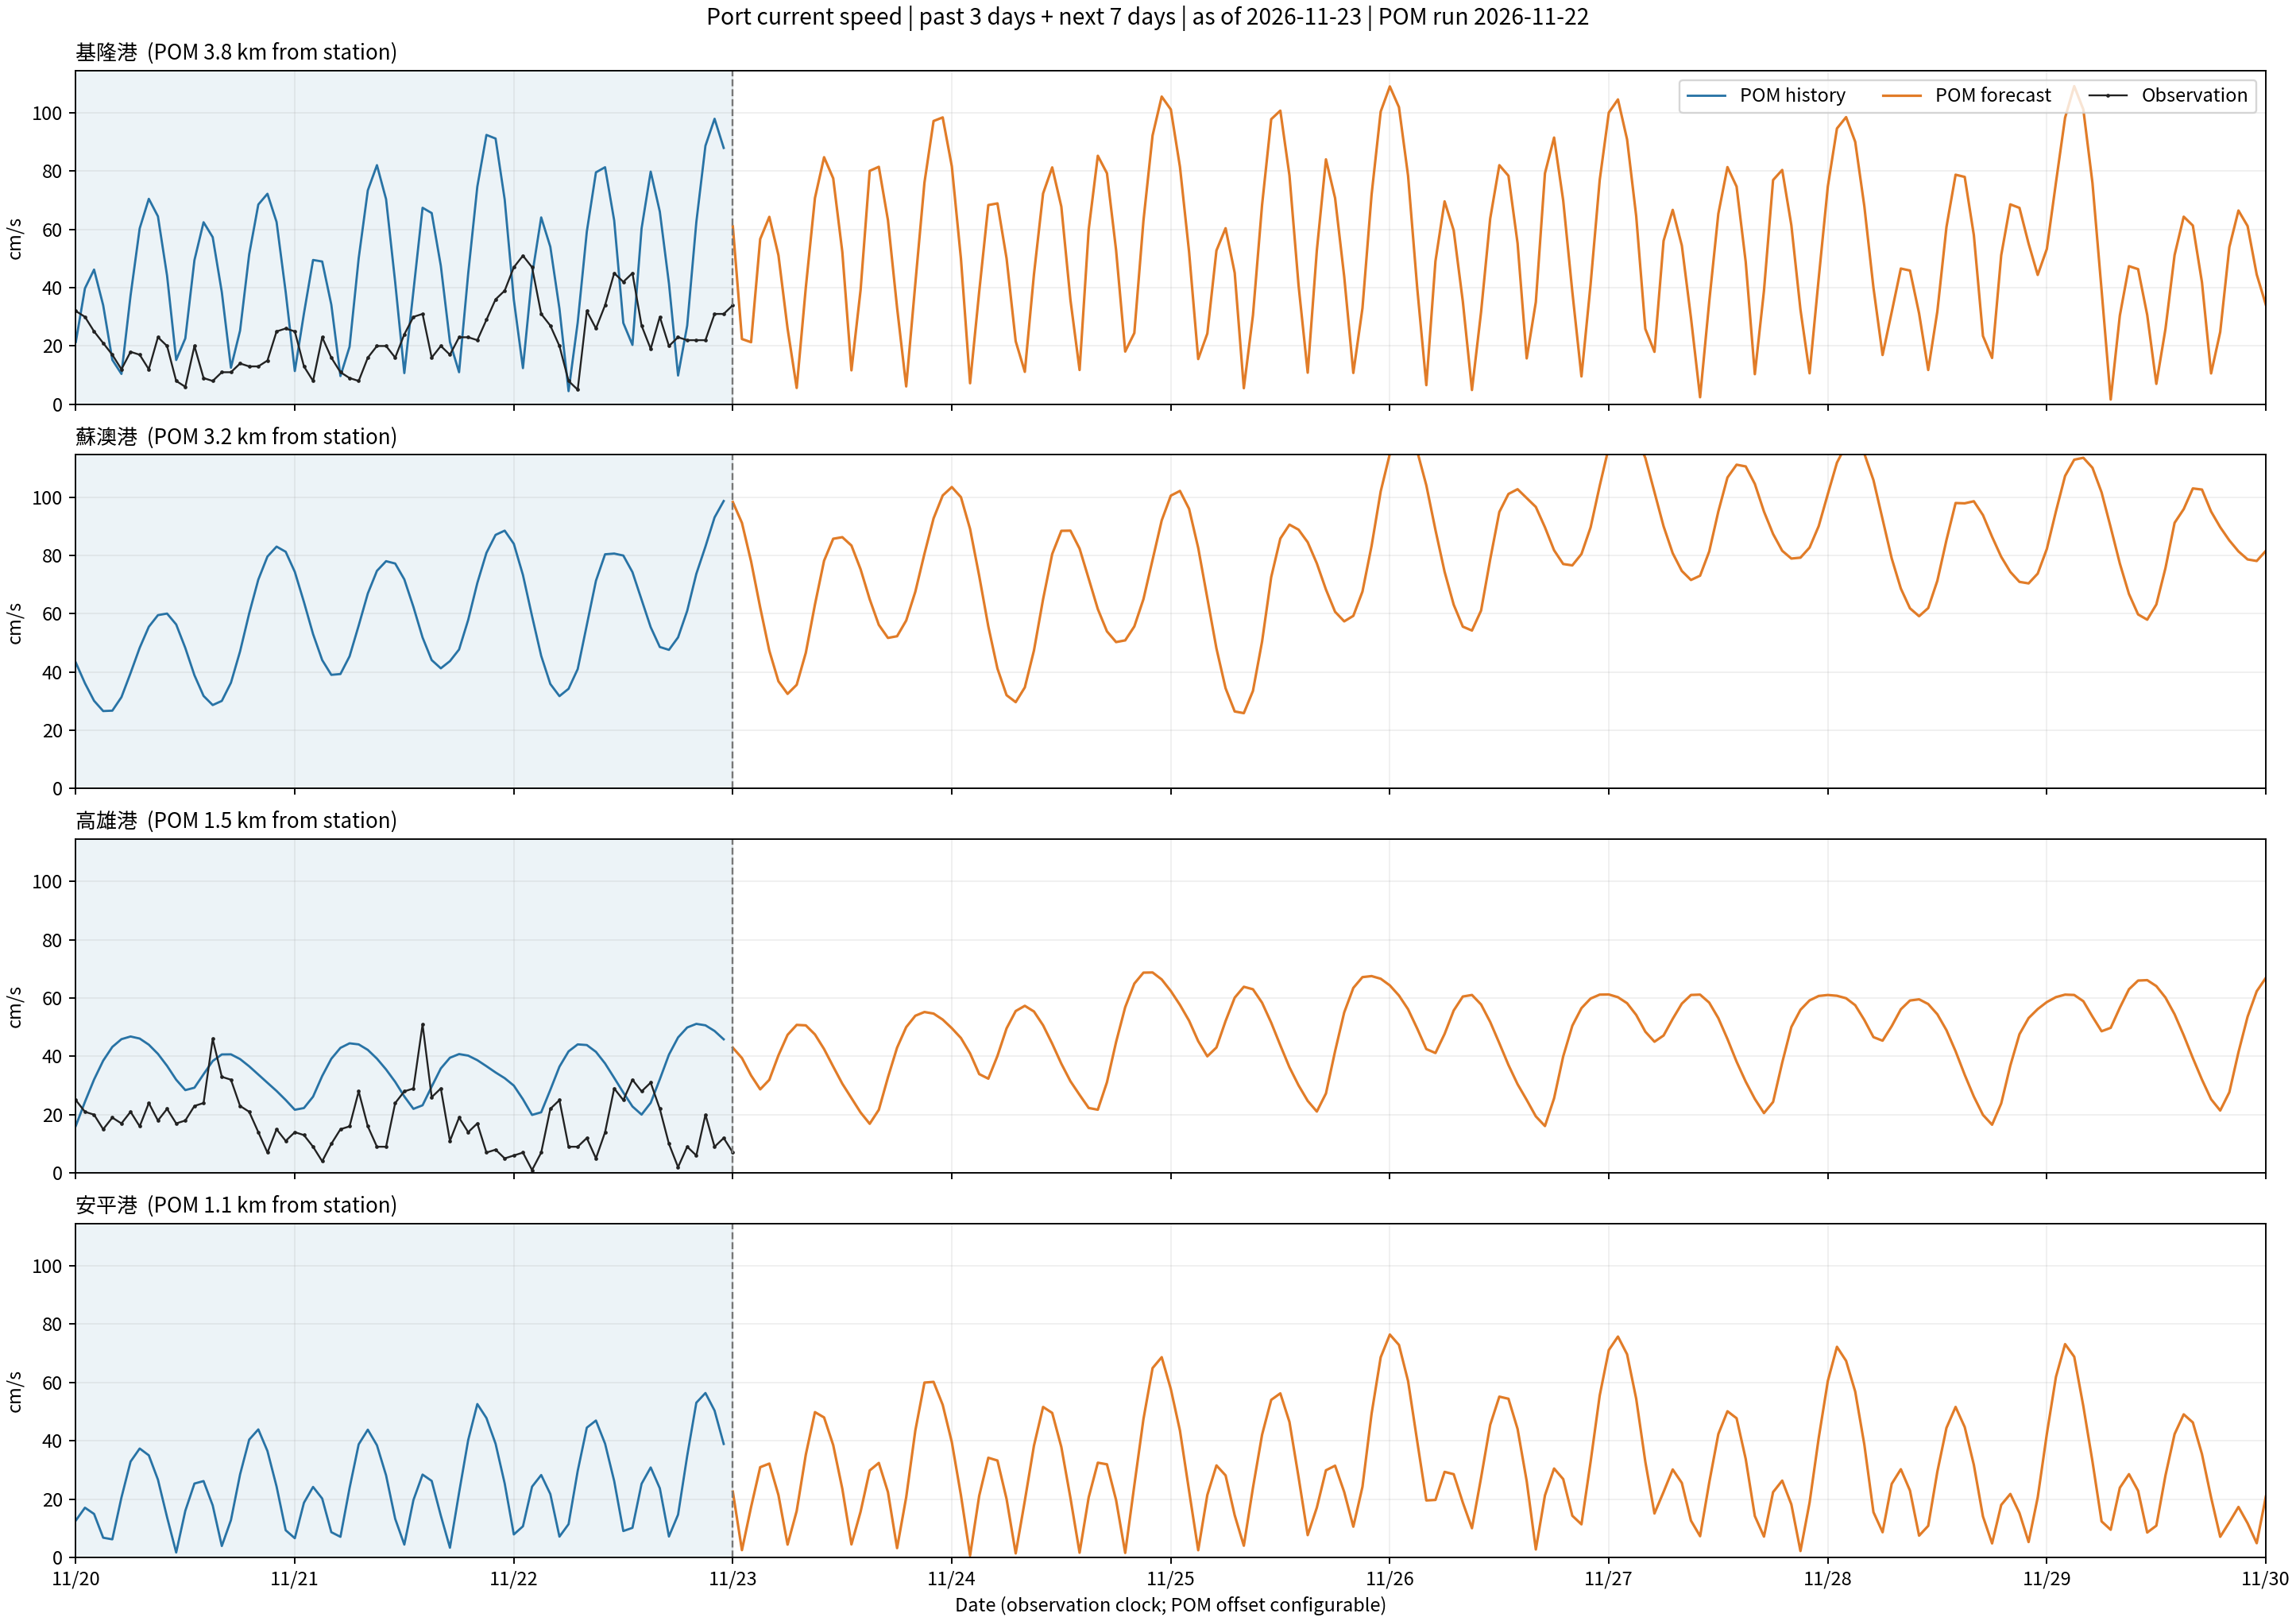 Port current speed | past 3 days + next 7 days | as of 2026-11-23 | POM run 2026-11-22
基隆港 (POM 3.8 km from station)
POM history
POM forecast
Observation
100
80
60
40
20
0
cm/s
蘇澳港 (POM 3.2 km from station)
100
80
60
40
20
0
cm/s
高雄港 (POM 1.5 km from station)
100
80
60
40
20
0
cm/s
安平港 (POM 1.1 km from station)
100
80
60
40
20
0
cm/s
11/20 11/21 11/22 11/23 11/24 11/25 11/26 11/27 11/28 11/29 11/30
Date (observation clock; POM offset configurable)